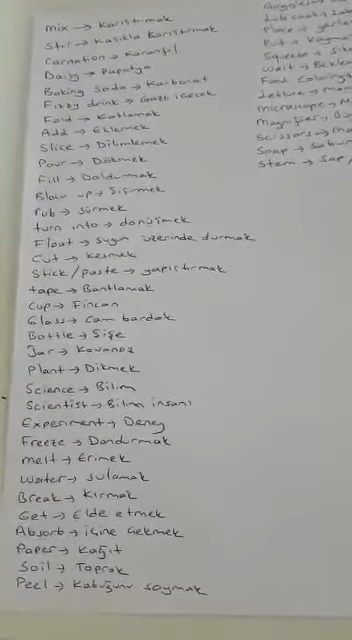 Mix → Karıştırmak
Stir → Kaşıkla Karıştırmak
Carnation → Karanfil
Daisy → Papatya
Baking Soda → Karbonat
Fizzy drink → Gazlı içecek
Fold → Katlamak
Add → Eklemek
Slice → Dilimlemek
Pour → Dökmek
Fill → Doldurmak
Blow up → Şişirmek
rub → sürmek
turn into → dönüşmek
Float → Suyun üzerinde durmak
Cut → kesmek
Stick/paste → yapıştırmak
tape → Bantlamak
Cup → Fincan
Glass → Cam bardak
Bottle → Şişe
Jar → Kavanoz
Plant → Dikmek
Science → Bilim
Scientist → Bilim insanı
Experiment → Deney
Freeze → Dondurmak
melt → Erimek
Water → sulamak
Break → Kırmak
Get → Elde etmek
Absorb → içine çekmek
Paper → Kağıt
Soil → Toprak
Peel → Kabuğunu soymak
Food Coloring
lettuce →
microscope →
Magnifier →
Scissors →
Soap → Sabun
Stem → Sap